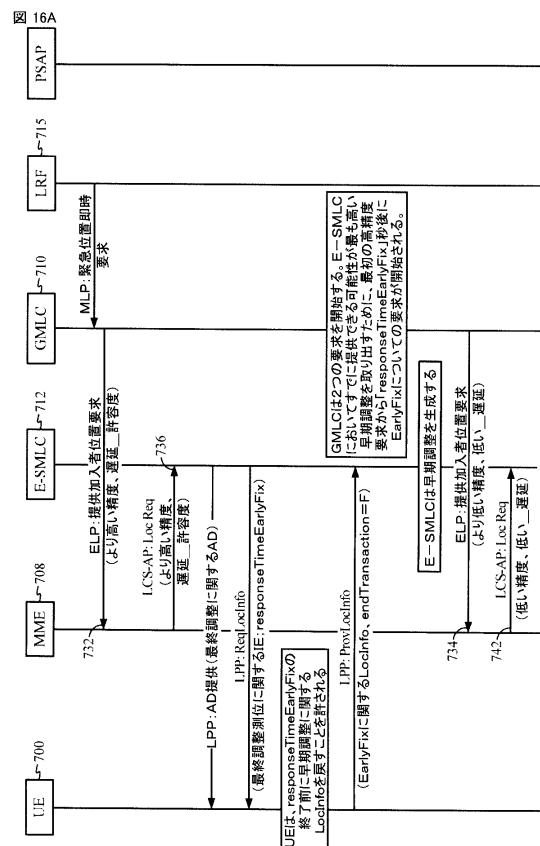 図 16A
UE
700
MME
708
E-SMLC
712
GMLC
710
LRF
715
PSAP
MLP:緊急位置即時
要求
ELP:提供加入者位置要求
(より高い精度、遅延__許容度)
732
LCS-AP: Loc Req
(より高い精度、
遅延__許容度)
736
LPP:AD提供(最終調整に関するAD)
LPP: ReqLocInfo
(最終調整測位に関するIE;responseTimeEarlyFix)
UEは、responseTimeEarlyFixの
終了前に早期調整に関する
LocInfoを戻すことを許される
GMLCは2つの要求を開始する。E-SMLC
においてすでに提供できる可能性が最も高い
早期調整を取り出すために、最初の高精度
要求から「responseTimeEarlyFix」秒後に
EarlyFixについての要求が開始される。
LPP: ProvLocInfo
(EarlyFixに関するLocInfo、endTransaction=F)
E-SMLCは早期調整を生成する
ELP:提供加入者位置要求
(より低い精度、低い__遅延)
734
LCS-AP: Loc Req
(低い精度、低い__遅延)
742